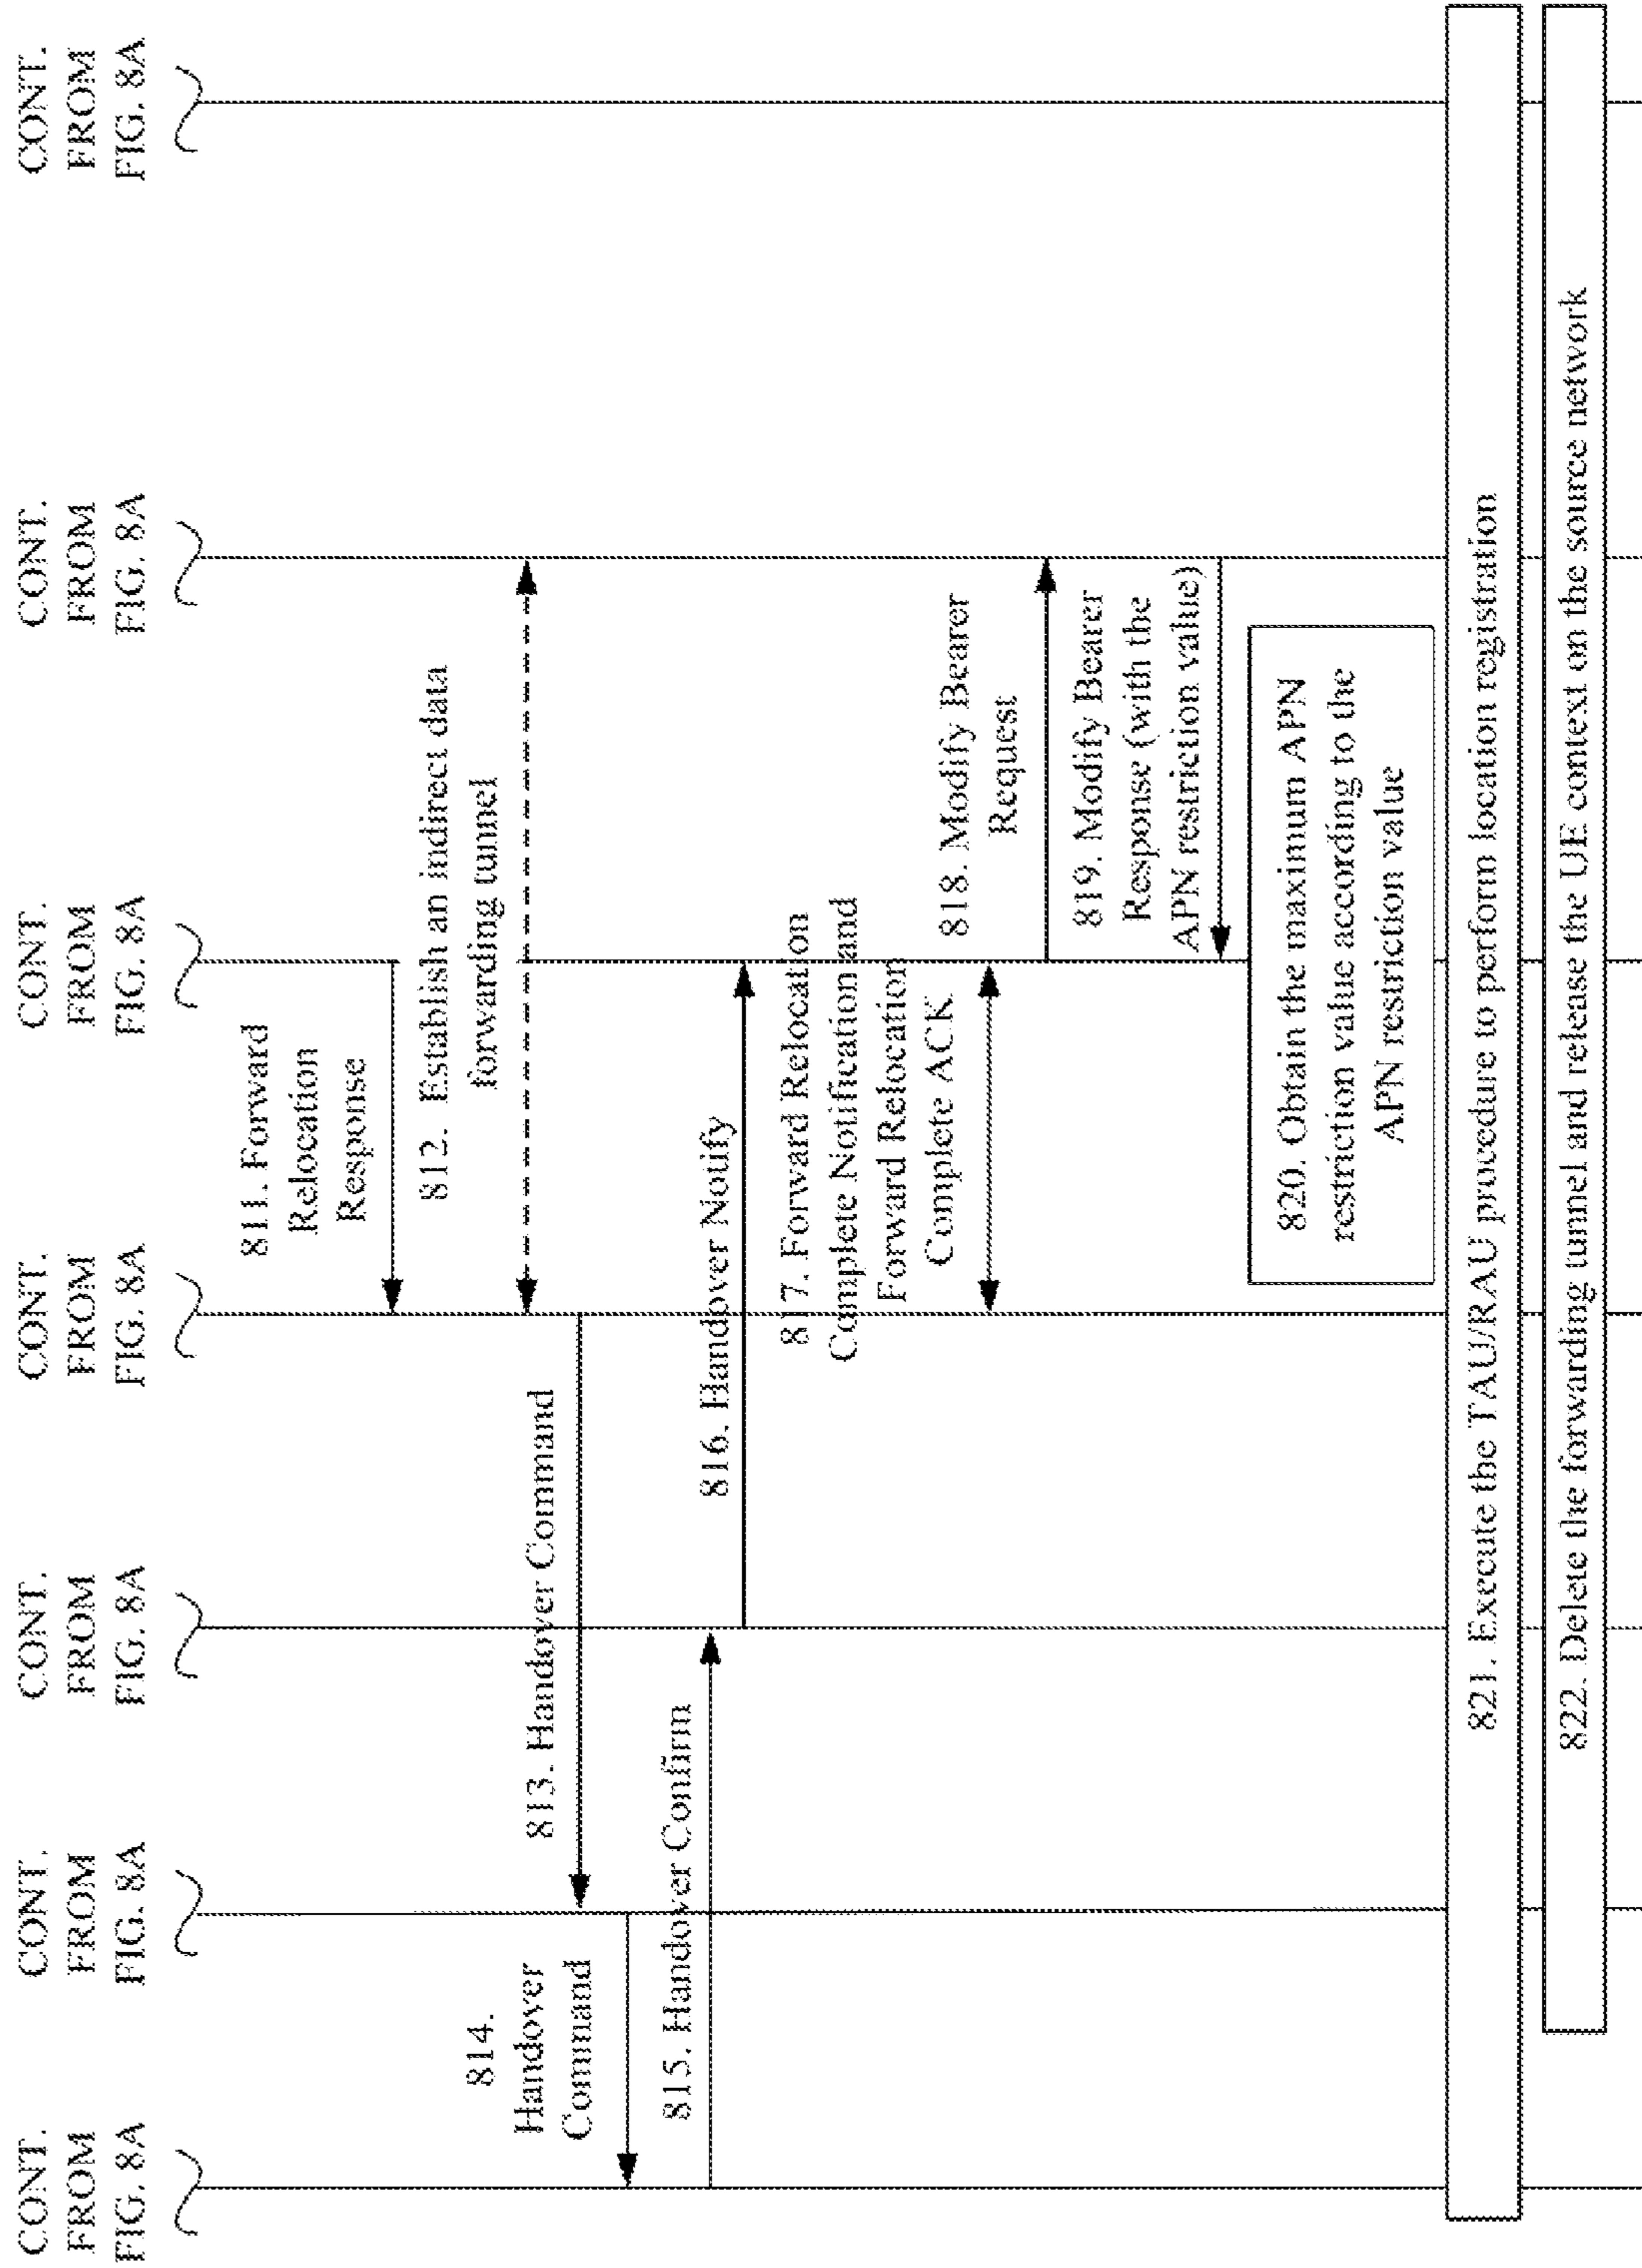 CONT.
FROM
FIG. 8A
CONT.
FROM
FIG. 8A
CONT.
FROM
FIG. 8A
CONT.
FROM
FIG. 8A
CONT.
FROM
FIG. 8A
CONT.
FROM
FIG. 8A
CONT.
FROM
FIG. 8A
811. Forward
Relocation
Response
812. Establish an indirect data
forwarding tunnel
813. Handover Command
814.
Handover
Command
815. Handover Confirm
816. Handover Notify
817. Forward Relocation
Complete Notification and
Forward Relocation
Complete ACK
818. Modify Bearer
Request
819. Modify Bearer
Response (with the
APN restriction value)
820. Obtain the maximum APN
restriction value according to the
APN restriction value
821. Execute the TAU/RAU procedure to perform location registration
822. Delete the forwarding tunnel and release the UE context on the source network